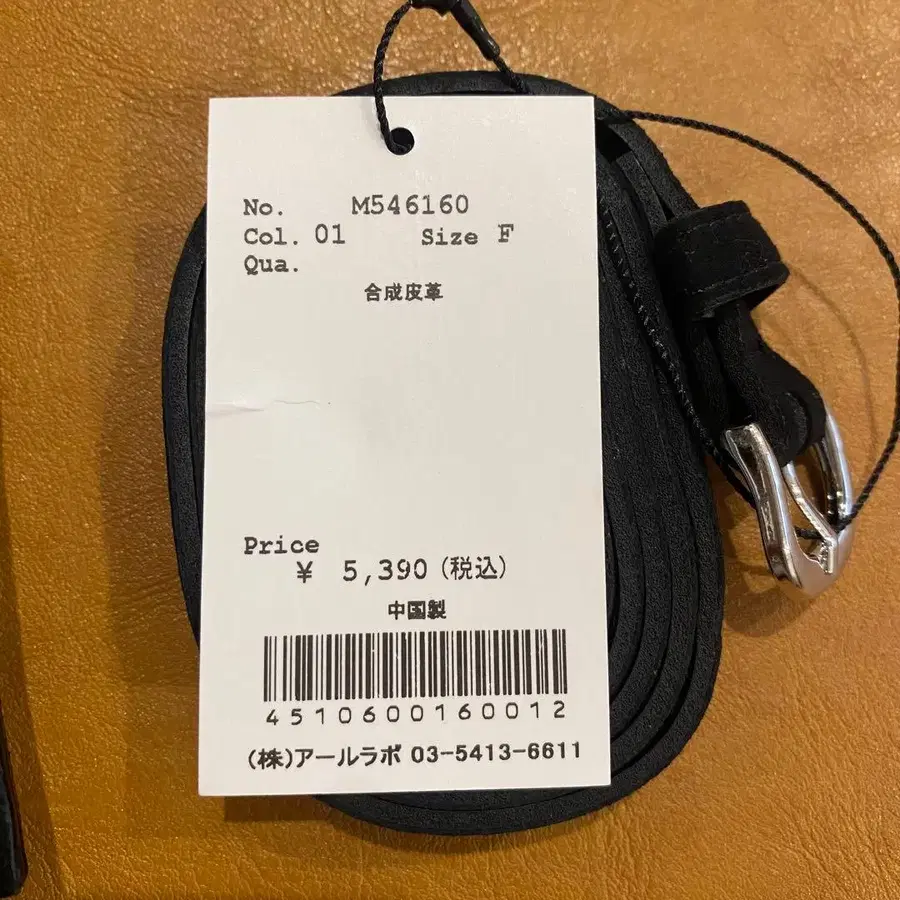 No. M546160
Col. 01 Size F
Qua.
合成皮革
Price
¥ 5,390 (税込)
中国製
4510600160012
(株)アールラボ 03-5413-6611